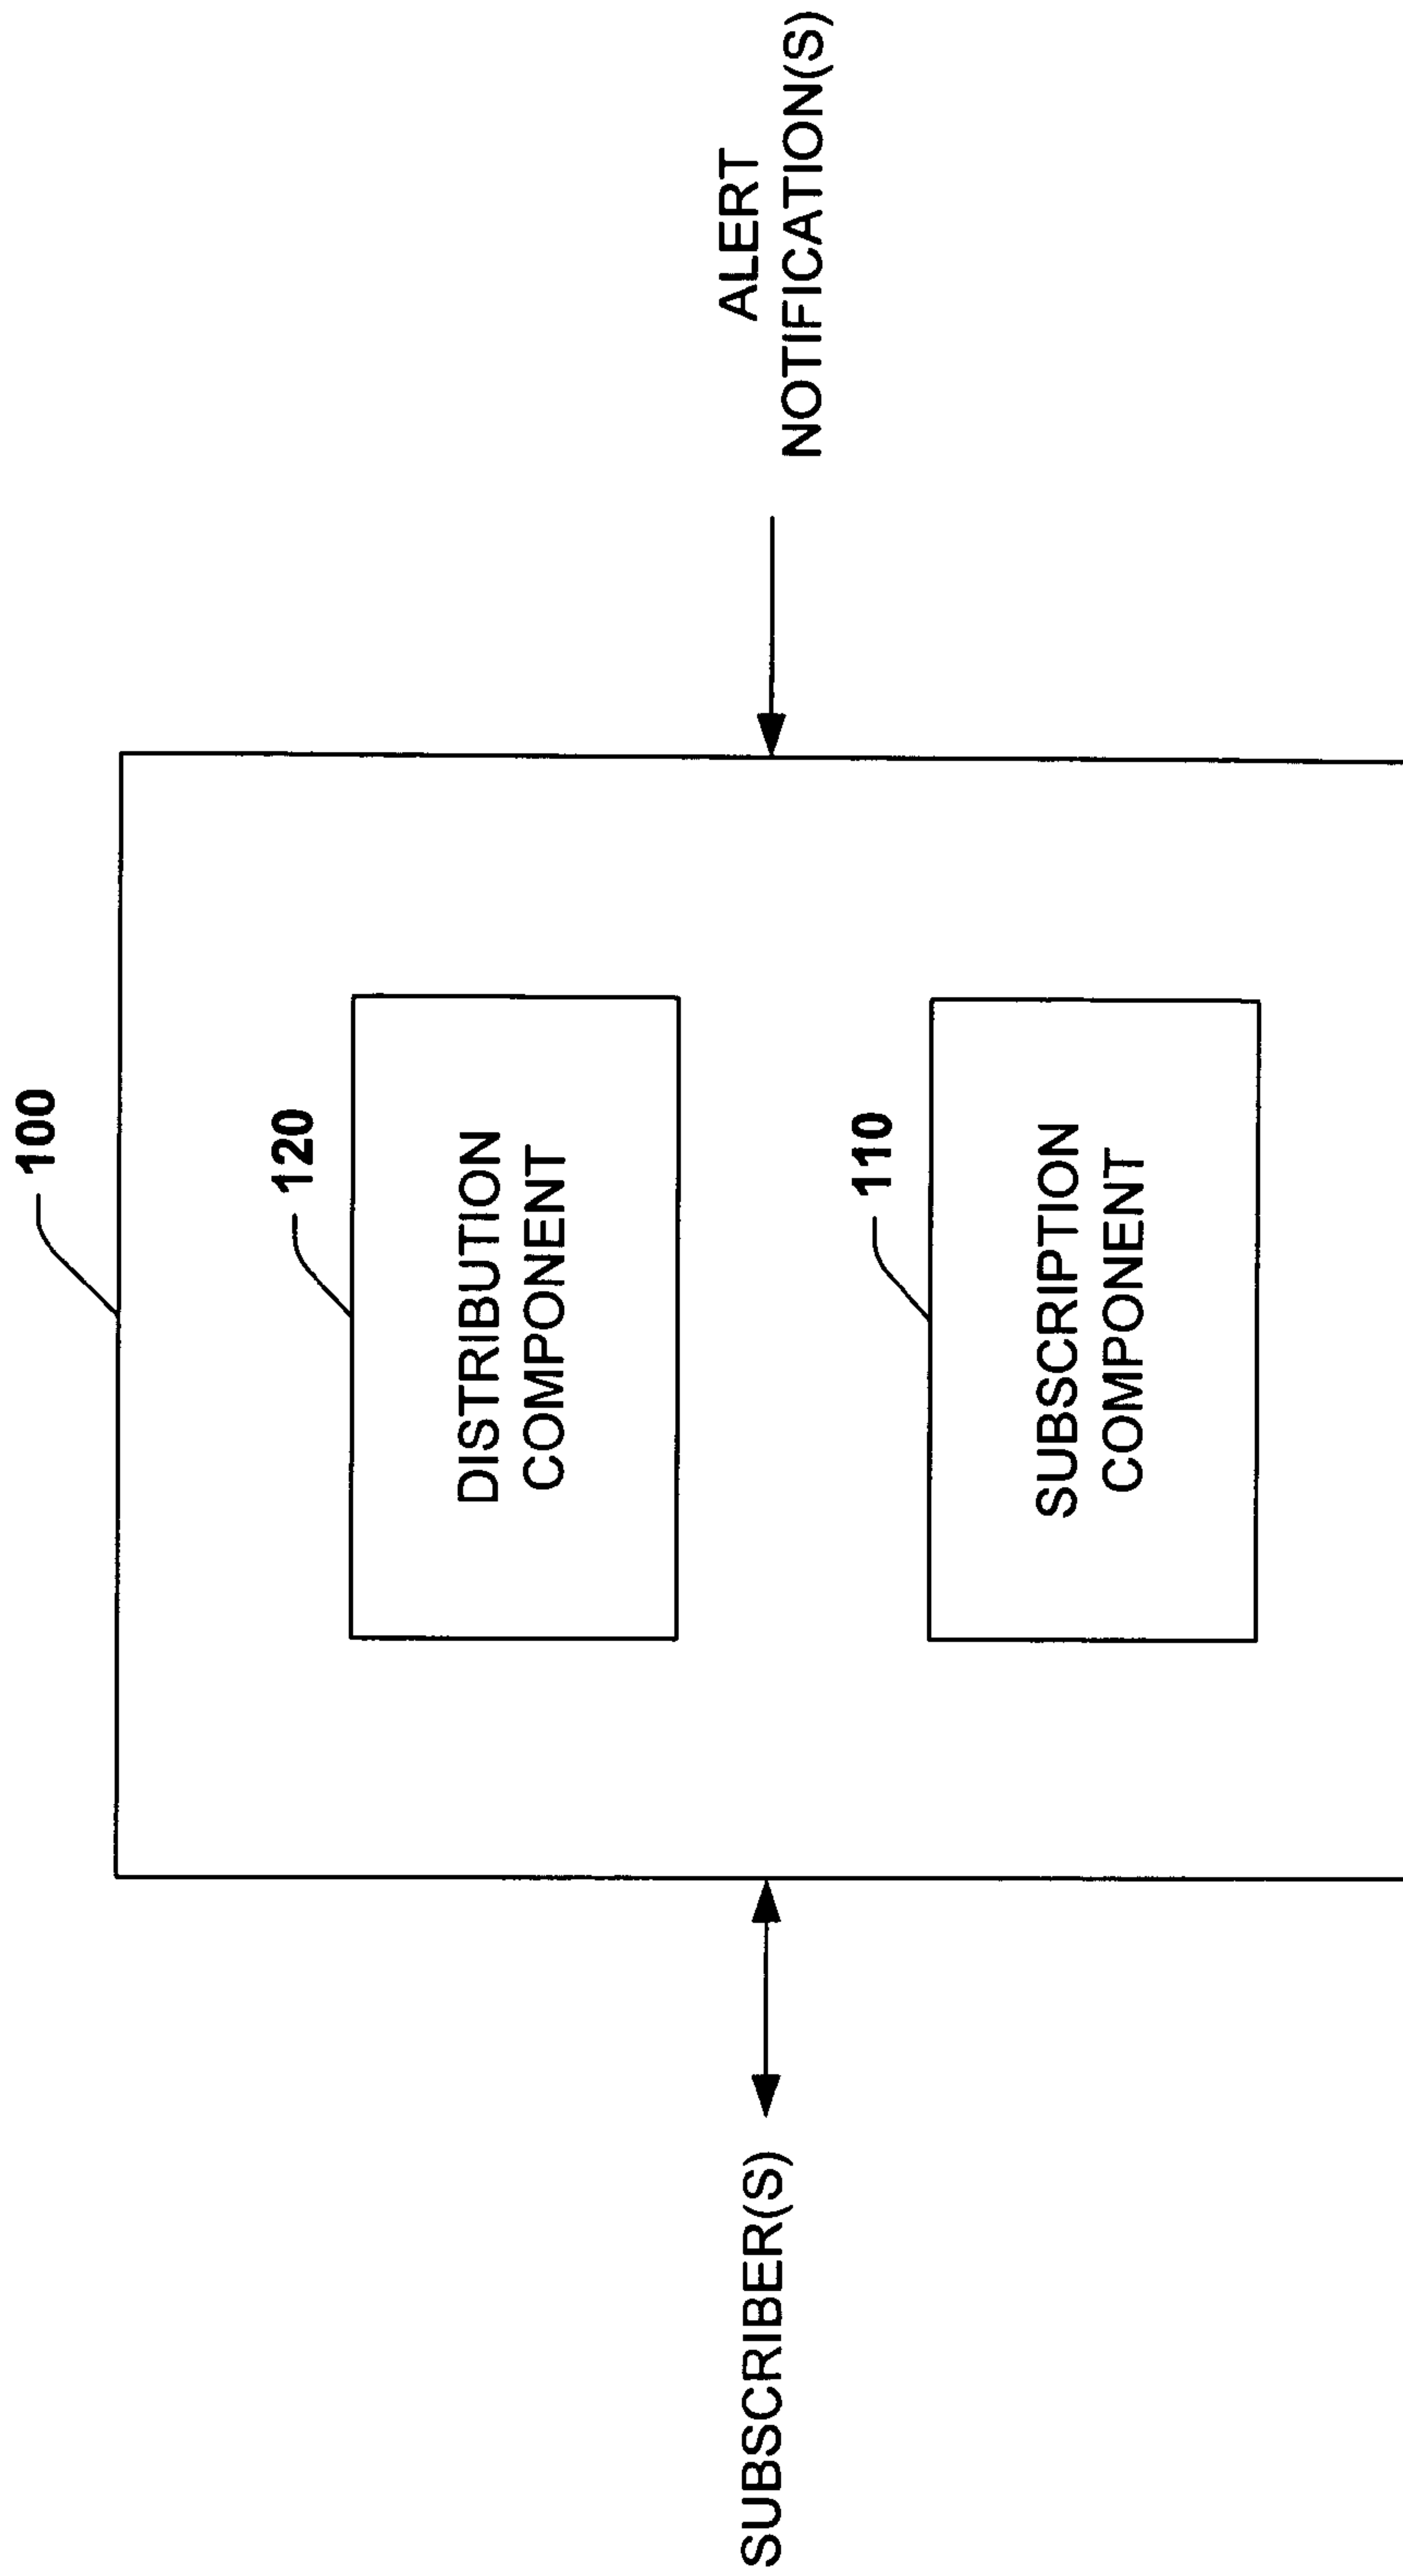 100
120
DISTRIBUTION
COMPONENT
110
SUBSCRIPTION
COMPONENT
SUBSCRIBER(S)
ALERT
NOTIFICATION(S)